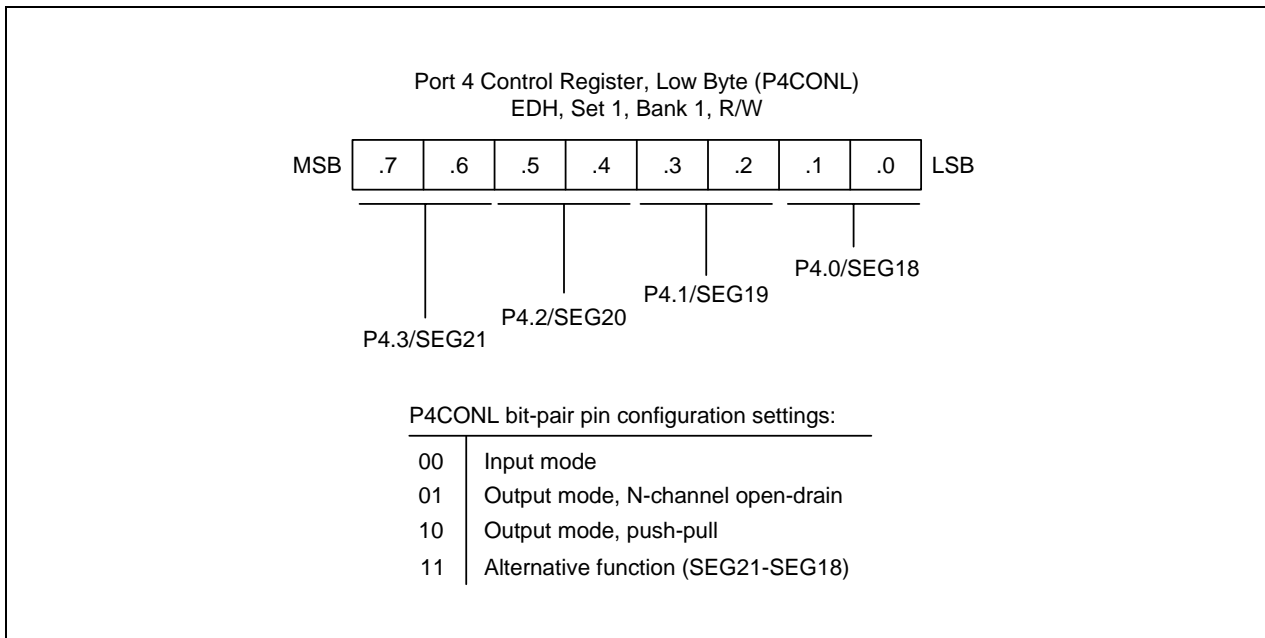 Port 4 Control Register, Low Byte (P4CONL)
EDH, Set 1, Bank 1, R/W
MSB .7 .6 .5 .4 .3 .2 .1 .0 LSB
P4.0/SEG18
P4.1/SEG19
P4.2/SEG20
P4.3/SEG21
P4CONL bit-pair pin configuration settings:
00 Input mode
01 Output mode, N-channel open-drain
10 Output mode, push-pull
11 Alternative function (SEG21-SEG18)